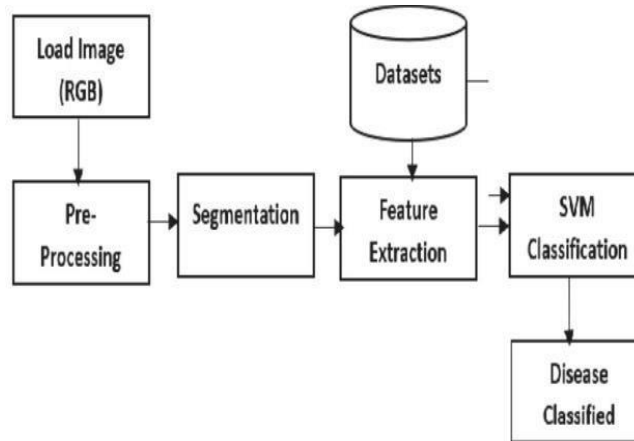 Load Image
(RGB)
Datasets
Pre-
Processing
Segmentation
Feature
Extraction
SVM
Classification
Disease
Classified